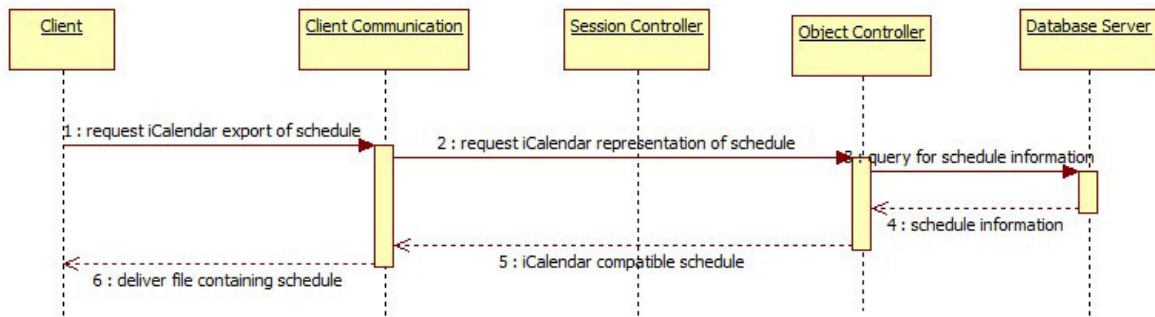 Client
Client Communication
Session Controller
Object Controller
Database Server
1 : request iCalendar export of schedule
2 : request iCalendar representation of schedule
3 : query for schedule information
4 : schedule information
5 : iCalendar compatible schedule
6 : deliver file containing schedule